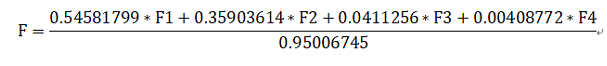 F = 0.54581799 * F1 + 0.35903614 * F2 + 0.0411256 * F3 + 0.00408772 * F4
0.95006745